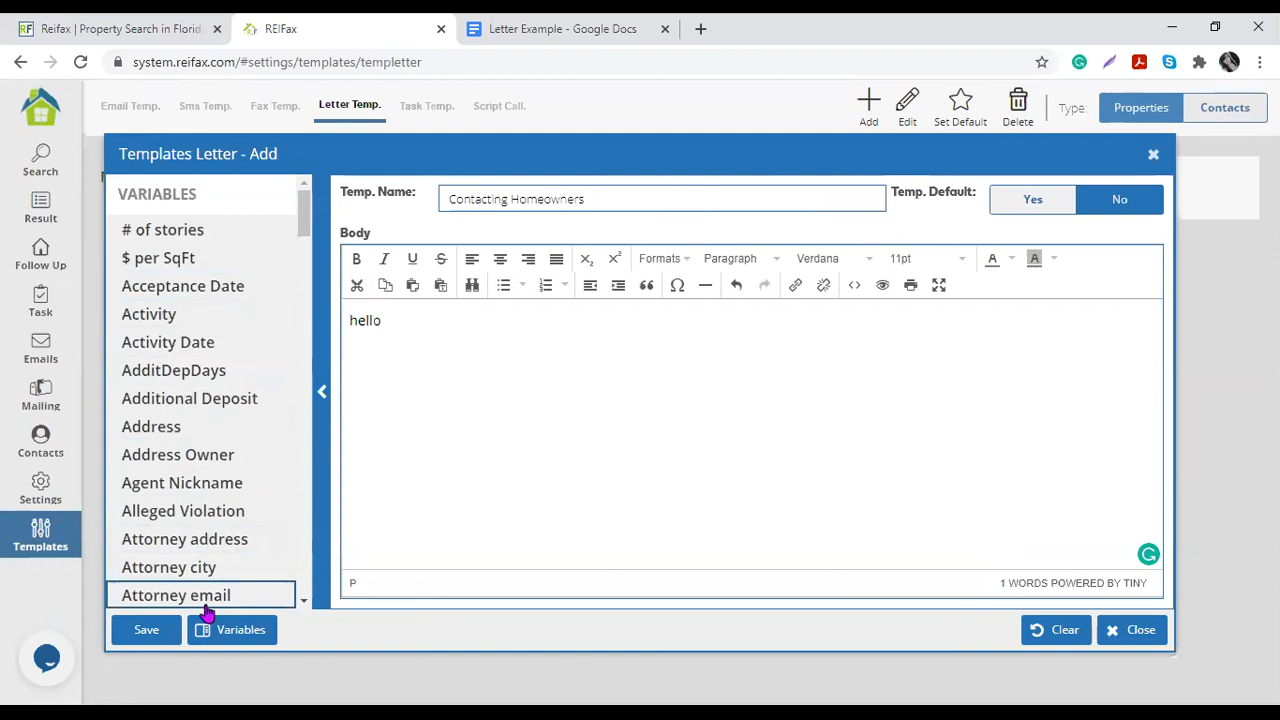 Reifax | Property Search in Florid
REIFax
Letter Example - Google Docs
system.reifax.com/#settings/templates/templetter
Email Temp.
Sms Temp.
Fax Temp.
Letter Temp.
Task Temp.
Script Call.
Add
Edit
Set Default
Delete
Type:
Properties
Contacts
Search
Result
Follow Up
Task
Emails
Mailing
Contacts
Settings
Templates
Templates Letter - Add
VARIABLES
# of stories
$ per SqFt
Acceptance Date
Activity
Activity Date
AdditDepDays
Additional Deposit
Address
Address Owner
Agent Nickname
Alleged Violation
Attorney address
Attorney city
Attorney email
Temp. Name:
Contacting Homeowners
Temp. Default:
Yes
No
Body
Formats
Paragraph
Verdana
11pt
hello
P
1 WORDS POWERED BY TINY
Save
Variables
Clear
Close